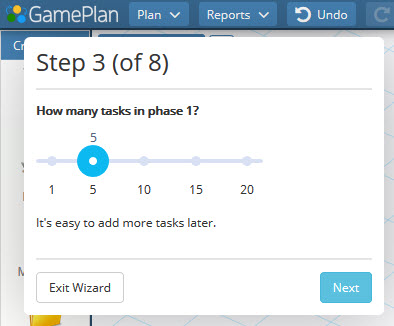 GamePlan Plan Reports Undo
Cr
Step 3 (of 8)
How many tasks in phase 1?
5
1 5 10 15 20
It's easy to add more tasks later.
M
Exit Wizard Next